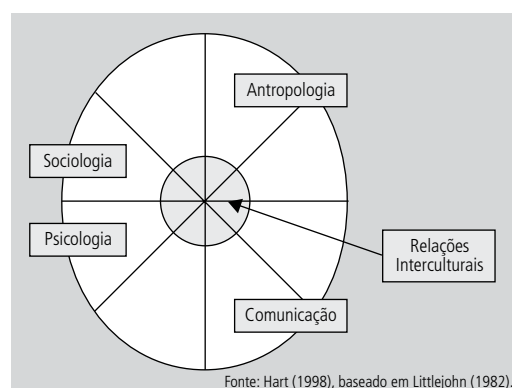 Antropologia
Sociologia
Psicologia
Relações
Interculturais
Comunicação
Fonte: Hart (1998), baseado em Littlejohn (1982).